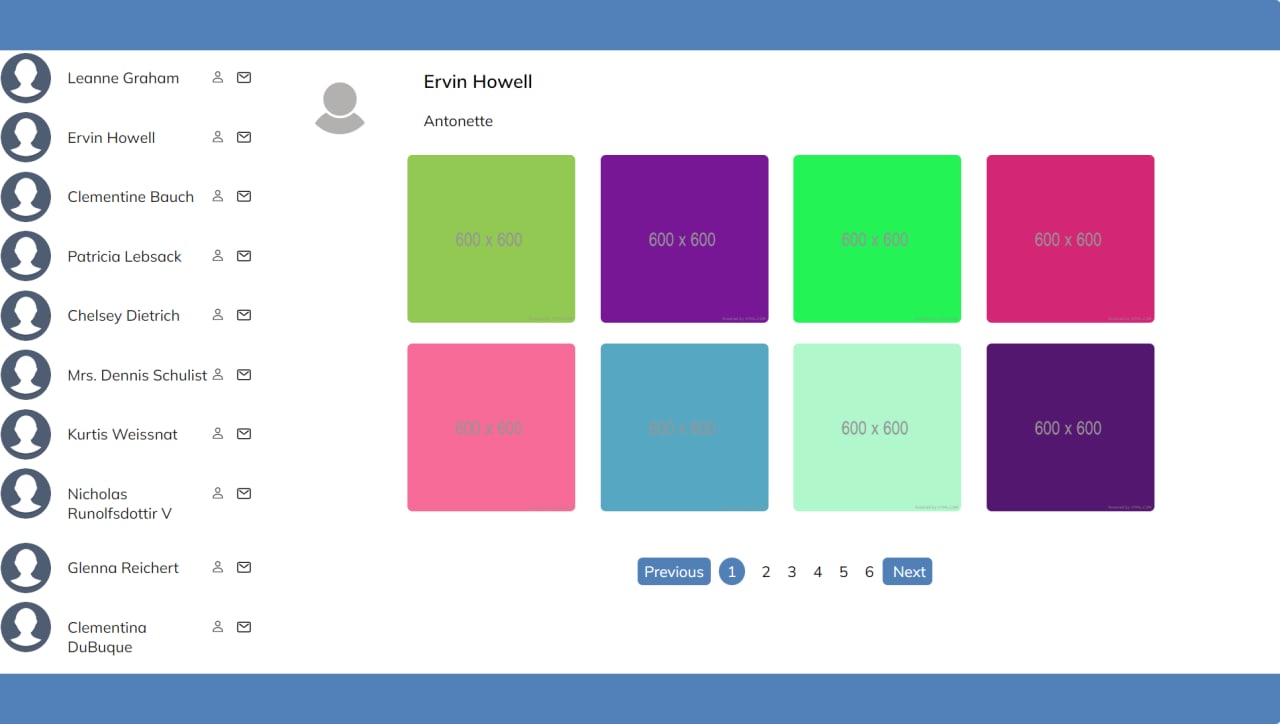 Leanne Graham
Ervin Howell
Clementine Bauch
Patricia Lebsack
Chelsey Dietrich
Mrs. Dennis Schulist
Kurtis Weissnat
Nicholas
Runolfsdottir V
Glenna Reichert
Clementina
DuBuque
Ervin Howell
Antonette
600 x 600
600 x 600
600 x 600
600 x 600
600 x 600
600 x 600
600 x 600
600 x 600
Previous 1 2 3 4 5 6 Next